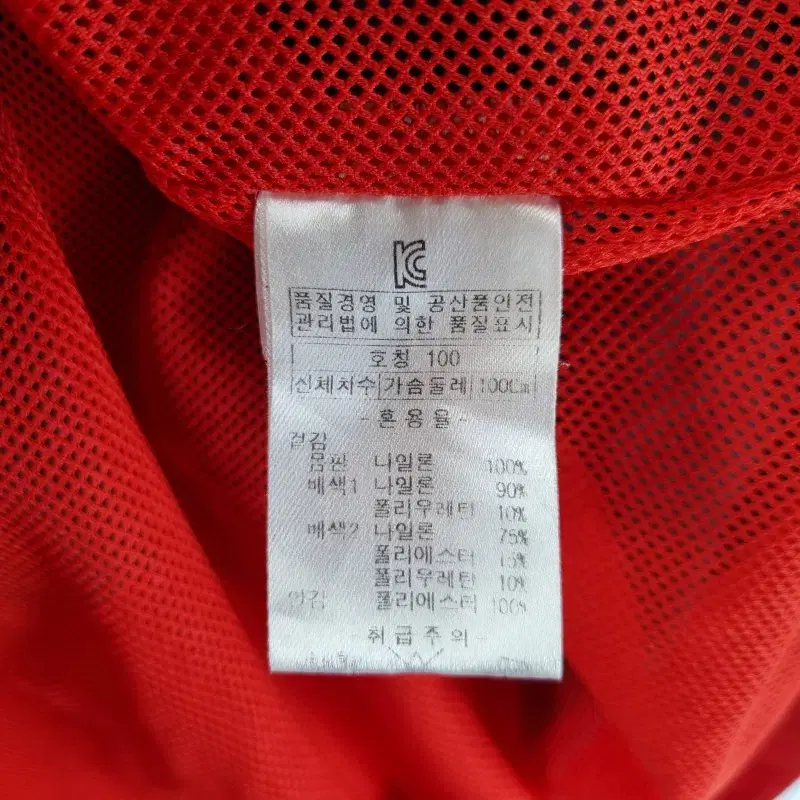 품질경영 및 공산품안전
관리법에 의한 품질표시
호칭 100
신체치수 가슴둘레 100Cm
- 혼용율 -
겉감
몸판 나일론 100%
배색1 나일론 90%
폴리우레탄 10%
배색2 나일론 75%
폴리에스터 15%
폴리우레탄 10%
안감 폴리에스터 100%
- 취급주의 -